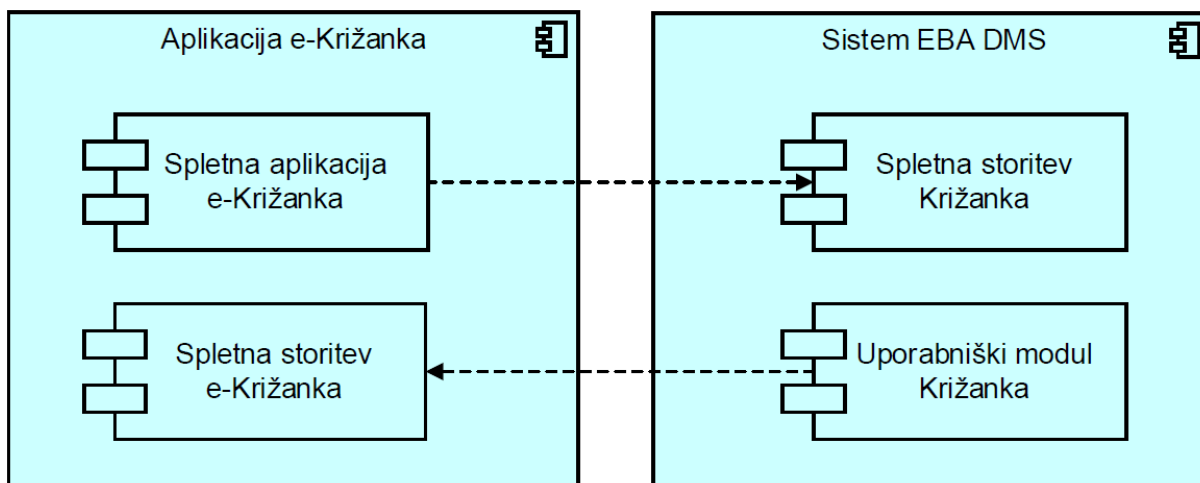 Aplikacija e-Križanka
Spletna aplikacija
e-Križanka
Spletna storitev
e-Križanka
Sistem EBA DMS
Spletna storitev
Križanka
Uporabniški modul
Križanka